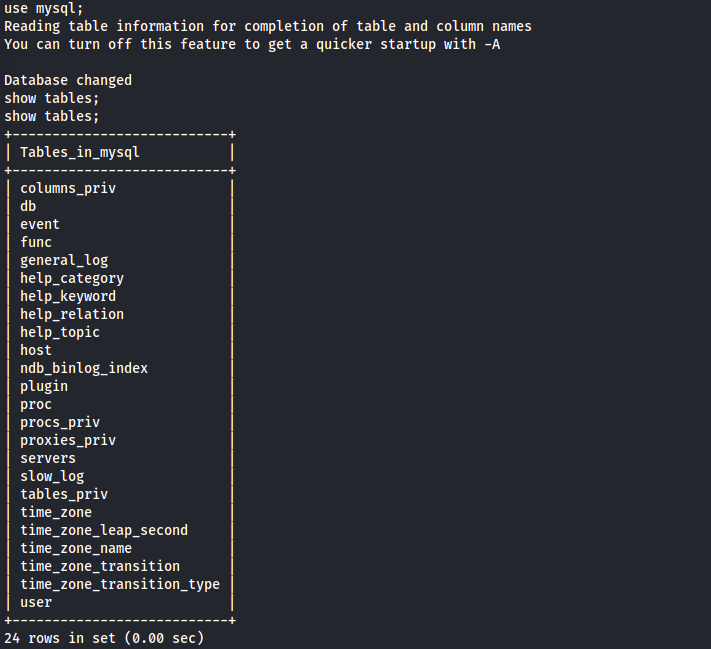 use mysql;
Reading table information for completion of table and column names
You can turn off this feature to get a quicker startup with -A

Database changed
show tables;
show tables;
+---------------------------+
| Tables_in_mysql           |
+---------------------------+
| columns_priv              |
| db                        |
| event                     |
| func                      |
| general_log               |
| help_category             |
| help_keyword              |
| help_relation             |
| help_topic                |
| host                      |
| ndb_binlog_index          |
| plugin                    |
| proc                      |
| procs_priv                |
| proxies_priv              |
| servers                   |
| slow_log                  |
| tables_priv               |
| time_zone                 |
| time_zone_leap_second     |
| time_zone_name            |
| time_zone_transition      |
| time_zone_transition_type |
| user                      |
+---------------------------+
24 rows in set (0.00 sec)